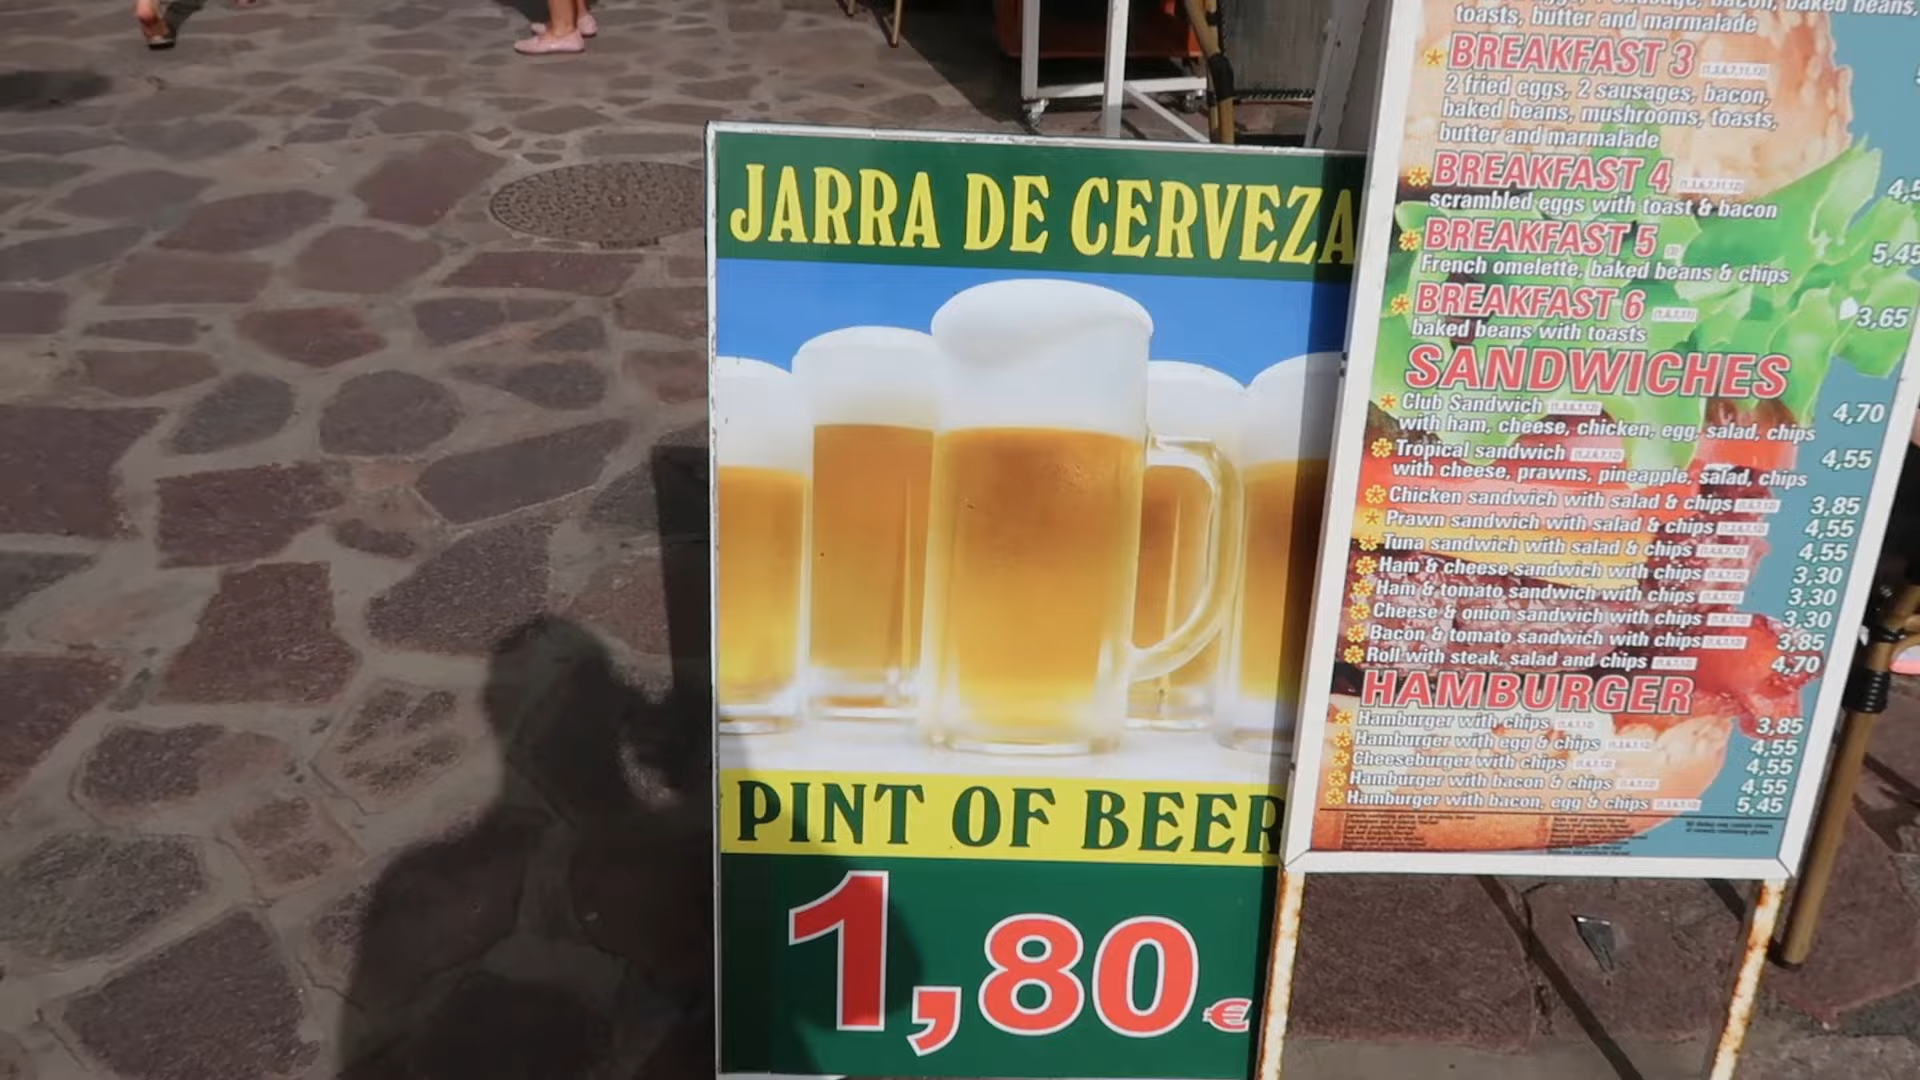 JARRA DE CERVEZA
PINT OF BEER
1,80€
baked beans,
toasts, butter and marmalade
BREAKFAST 3
2 fried eggs, 2 sausages, bacon,
baked beans, mushrooms, toasts,
butter and marmalade
BREAKFAST 4
scrambled eggs with toast & bacon
BREAKFAST 5 5,45
French omelette, baked beans & chips
BREAKFAST 6 3,65
baked beans with toasts
SANDWICHES
Club Sandwich 4,70
with ham, cheese, chicken, egg, salad, chips
Tropical sandwich 4,55
with cheese, prawns, pineapple, salad, chips
Chicken sandwich with salad & chips 3,85
Prawn sandwich with salad & chips 4,55
Tuna sandwich with salad & chips 4,55
Ham & cheese sandwich with chips 3,30
Ham & tomato sandwich with chips 3,30
Cheese & onion sandwich with chips 3,30
Bacon & tomato sandwich with chips 3,85
Roll with steak, salad and chips 4,70
HAMBURGER
Hamburger with chips 3,85
Hamburger with egg & chips 4,55
Cheeseburger with chips 4,55
Hamburger with bacon & chips 4,55
Hamburger with bacon, egg & chips 5,45